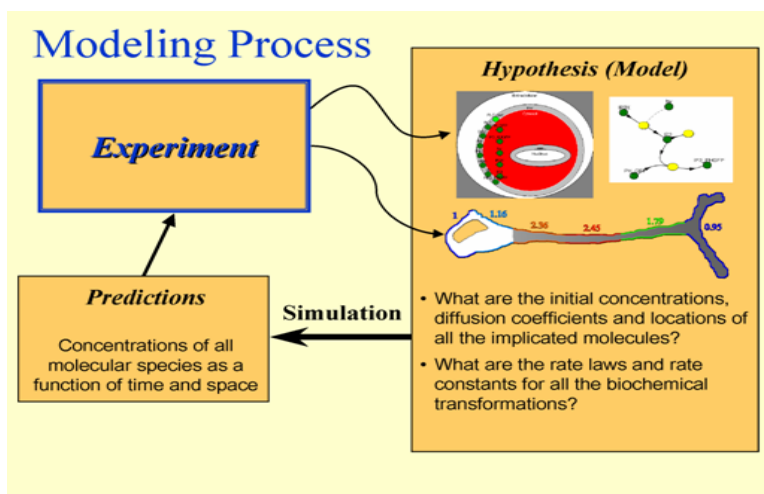 Modeling Process
Hypothesis (Model)
Experiment
1
1.16
2.36
2.45
1.79
0.95
Predictions
Concentrations of all
molecular species as a
function of time and space
Simulation
• What are the initial concentrations,
diffusion coefficients and locations of
all the implicated molecules?
• What are the rate laws and rate
constants for all the biochemical
transformations?